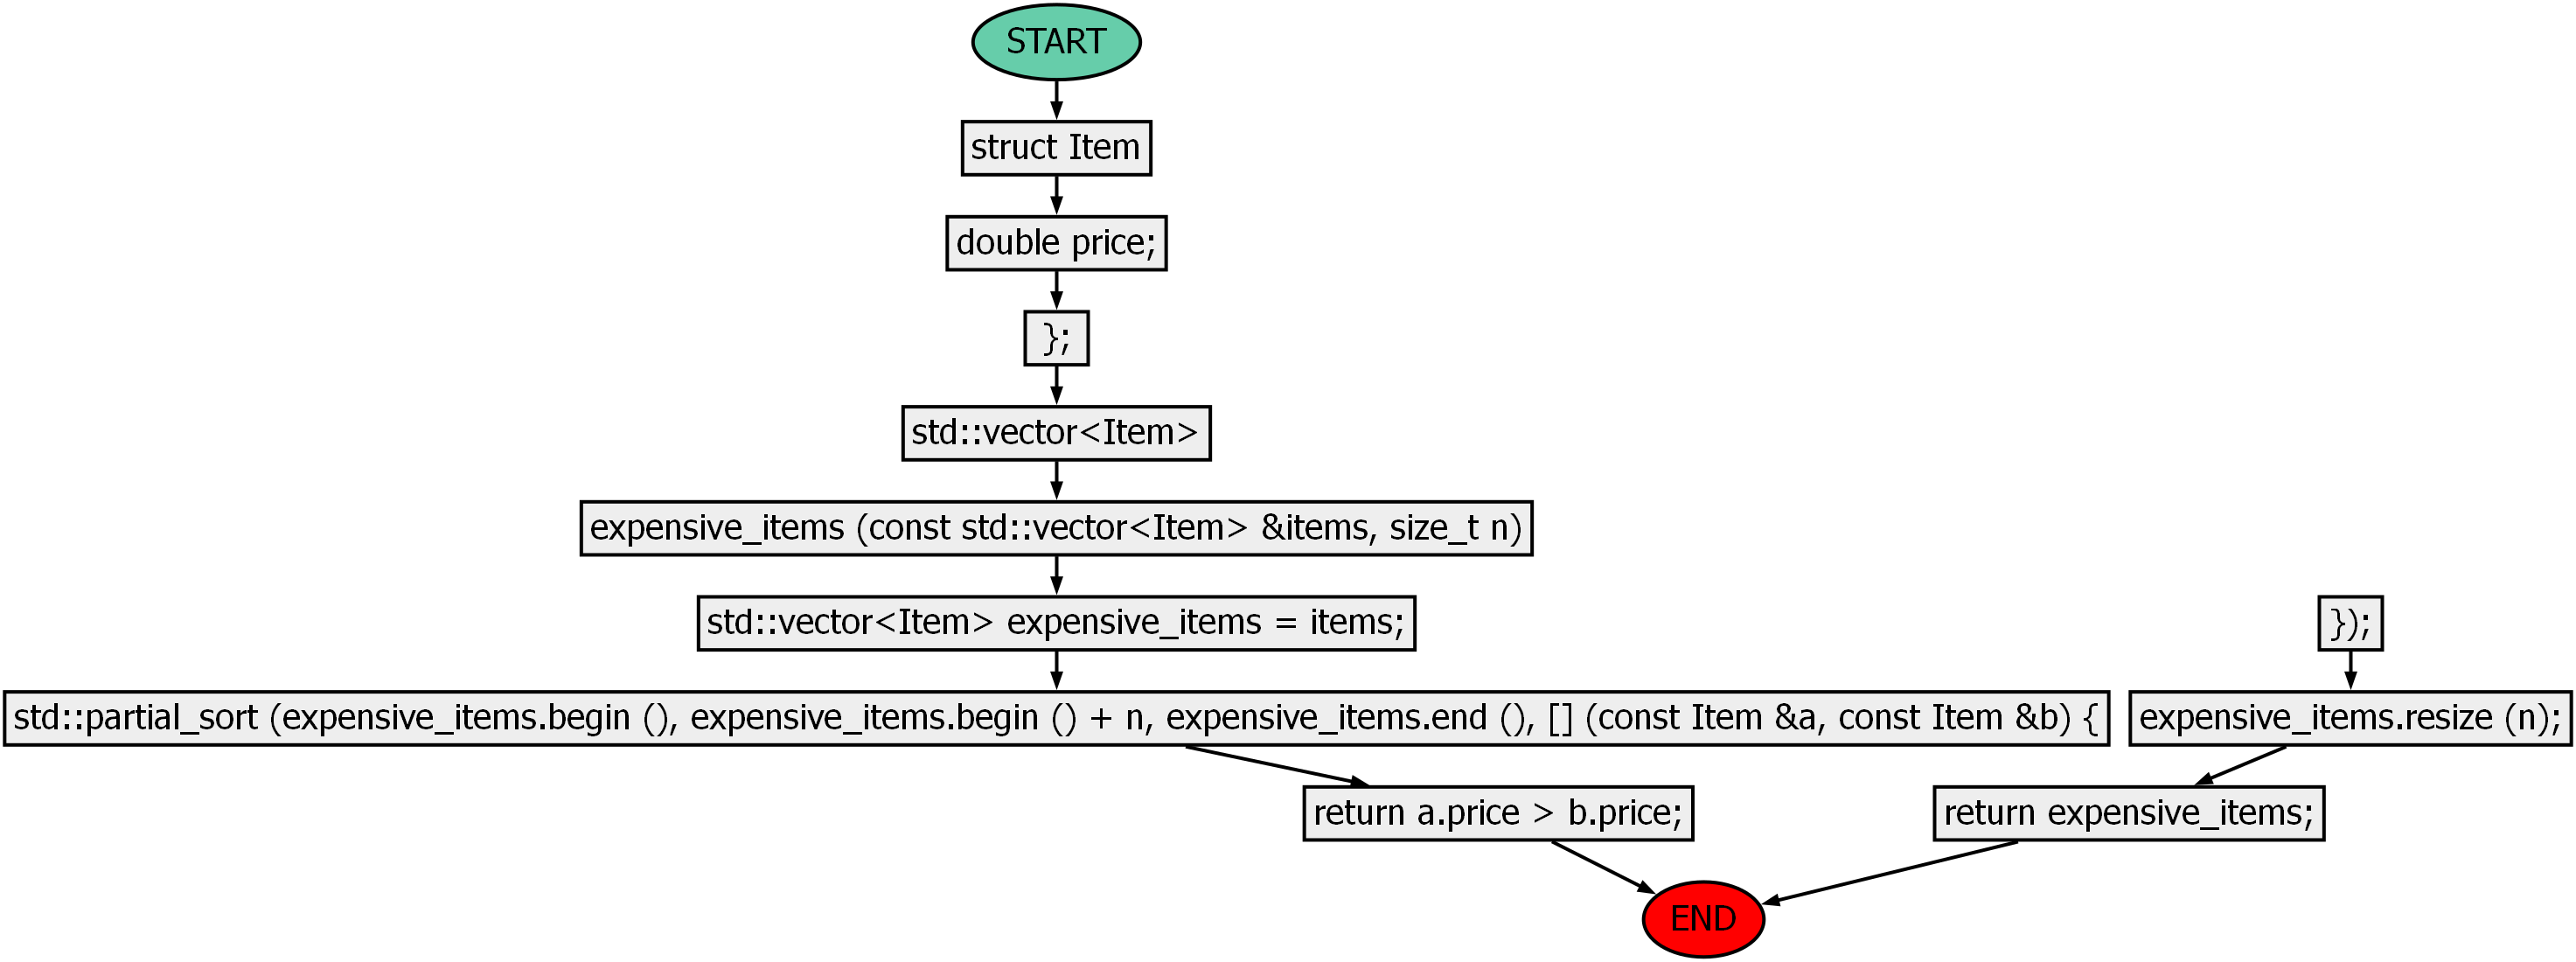 START
struct Item
double price;
};
std::vector<Item>
expensive_items (const std::vector<Item> &items, size_t n)
std::vector<Item> expensive_items = items;
});
std::partial_sort (expensive_items.begin (), expensive_items.begin () + n, expensive_items.end (), [] (const Item &a, const Item &b) {
expensive_items.resize (n);
return a.price > b.price;
return expensive_items;
END